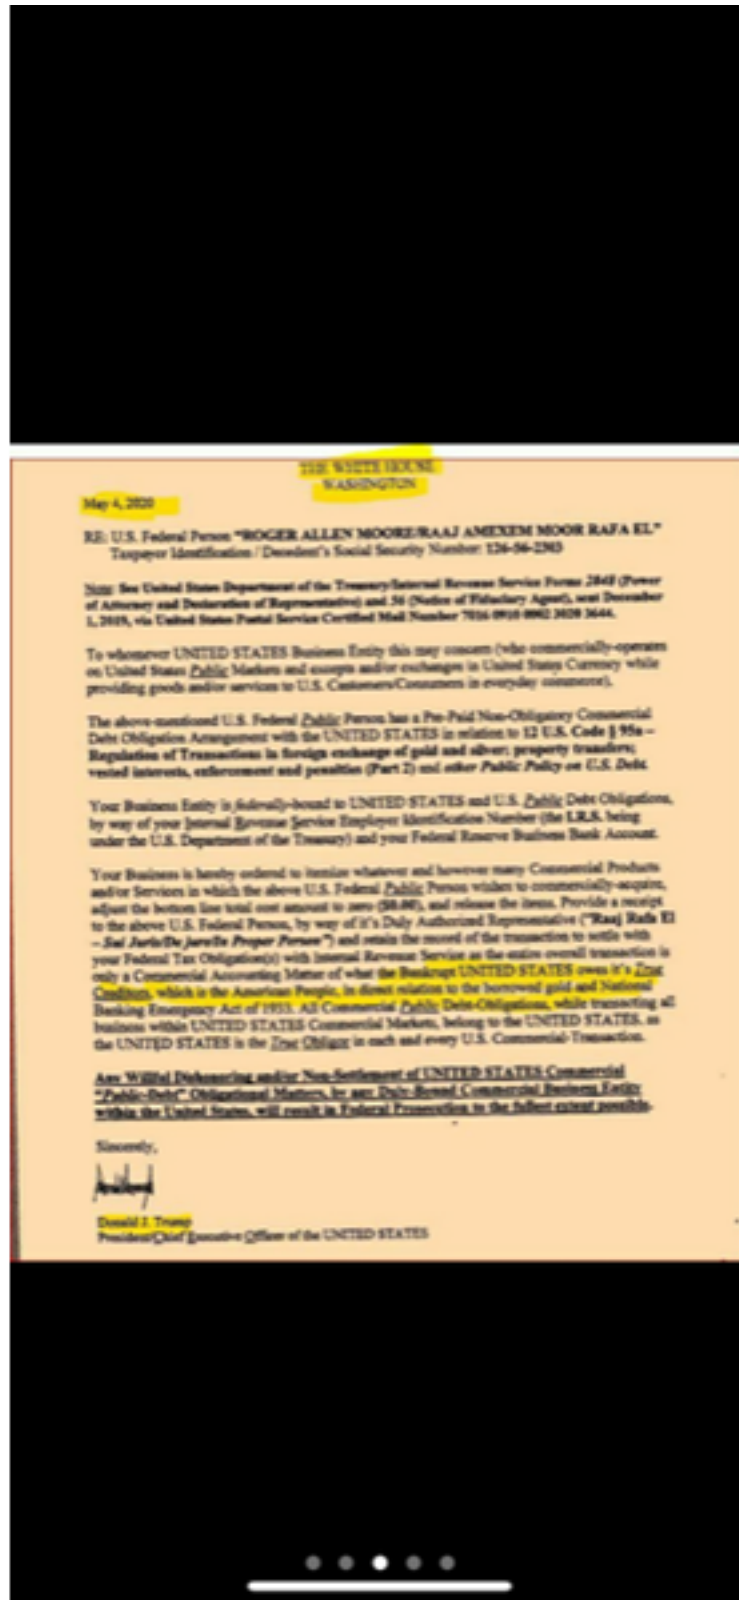 THE WHITE HOUSE
WASHINGTON
May 4, 2020
RE: U.S. Federal Person "ROGER ALLEN MOORE/RAAJ AMEXEM MOOR RAFA EL"
Taxpayer Identification / Decedent's Social Security Number:
Note: See United States Department of the Treasury/Internal Revenue Service Forms 2848 (Power
of Attorney and Declaration of Representative) and 56 (Notice of Fiduciary Agent), sent December
1, 2019, via United States Postal Service Certified Mail Number
To whomever UNITED STATES Business Entity this may concern (who commercially-operates
on United States Public Markets and excepts and/or exchanges in United States Currency while
providing goods and/or services to U.S. Customers/Consumers in everyday commerce).
The above-mentioned U.S. Federal Public Person has a Pre-Paid Non-Obligatory Commercial
Debt Obligation Arrangement with the UNITED STATES in relation to 12 U.S. Code § 95a –
Regulation of Transactions in foreign exchange of gold and silver; property transfers;
vested interests, enforcement and penalties (Part 2) and other Public Policy on U.S. Debt.
Your Business Entity is federally-bound to UNITED STATES and U.S. Public Debt Obligations,
by way of your Internal Revenue Service Employer Identification Number (the I.R.S. being
under the U.S. Department of the Treasury) and your Federal Reserve Business Bank Account.
Your Business is hereby ordered to itemize whatever and however many Commercial Products
and/or Services in which the above U.S. Federal Public Person wishes to commercially-acquire,
adjust the bottom line total cost amount to zero ($0.00), and release the items. Provide a receipt
to the above U.S. Federal Person, by way of it's Duly Authorized Representative ("Raaj Rafa El
– Sui Juris/De jure/In Proper Person") and retain the record of the transaction to settle with
your Federal Tax Obligation(s) with Internal Revenue Service as the entire overall transaction is
only a Commercial Accounting Matter of what the Bankrupt UNITED STATES owes it's True
Creditors, which is the American People, in direct relation to the borrowed gold and National
Banking Emergency Act of 1933. All Commercial Public Debt-Obligations, while transacting all
business within UNITED STATES Commercial Markets, belong to the UNITED STATES, as
the UNITED STATES is the True Obligor in each and every U.S. Commercial-Transaction.
Any Willful Dishonoring and/or Non-Settlement of UNITED STATES Commercial
"Public-Debt" Obligational Matters, by any Duly-Bound Commercial Business Entity
within the United States, will result in Federal Prosecution to the fullest extent possible.
Sincerely,
Donald J. Trump
President/Chief Executive Officer of the UNITED STATES